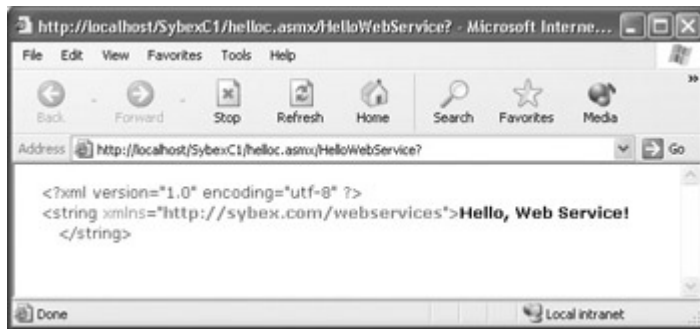 http://localhost/SybexC1/helloc.asmx/HelloWebService? - Microsoft Interne...
File Edit View Favorites Tools Help
Back Forward Stop Refresh Home Search Favorites Media »
Address http://localhost/SybexC1/helloc.asmx/HelloWebService? Go
<?xml version="1.0" encoding="utf-8" ?>
<string xmlns="http://sybex.com/webservices">Hello, Web Service!
</string>
Done Local intranet